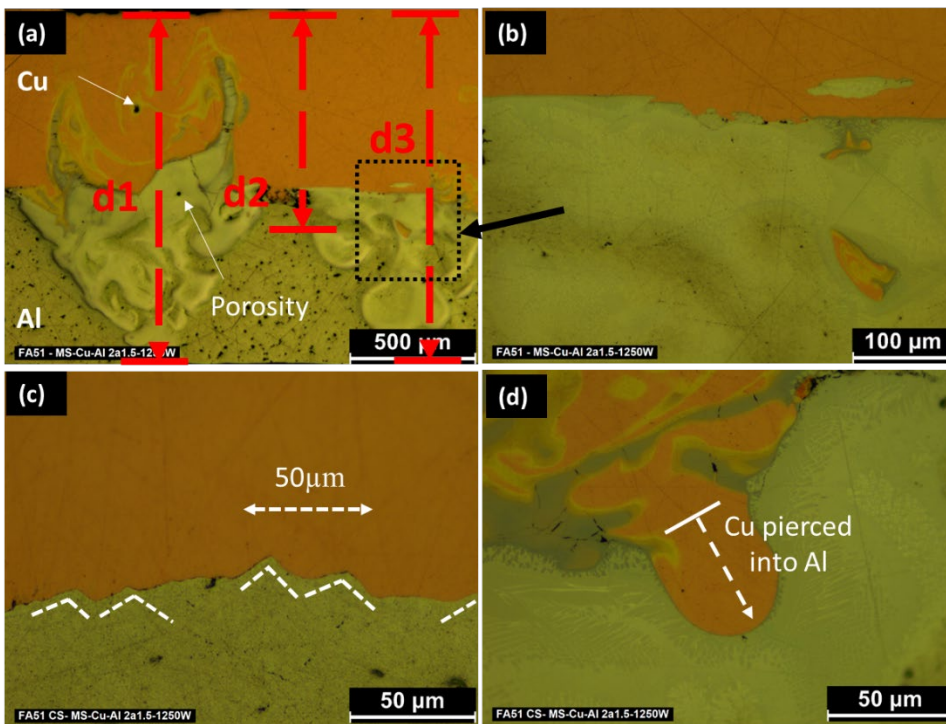 (a)
Cu
d1
d2
d3
Porosity
Al
500 µm
FA51 - MS-Cu-Al 2a1.5-1250W
(b)
100 µm
FA51 - MS-Cu-Al 2a1.5-1250W
(c)
50µm
50 µm
FA51 CS- MS-Cu-Al 2a1.5-1250W
(d)
Cu pierced
into Al
50 µm
FA51 CS- MS-Cu-Al 2a1.5-1250W